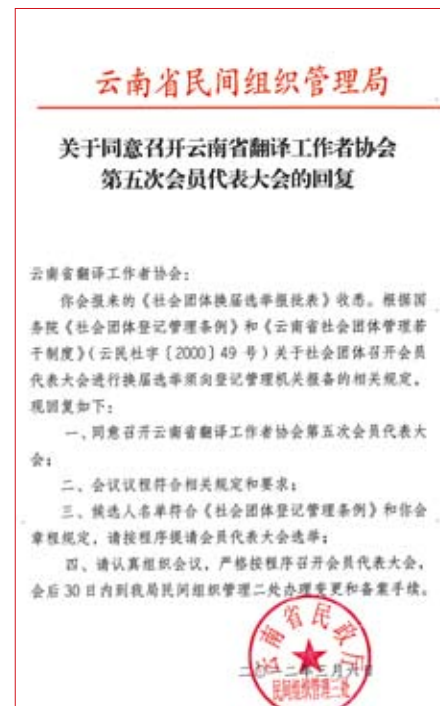 云南省民间组织管理局
关于同意召开云南省翻译工作者协会
第五次会员代表大会的回复
云南省翻译工作者协会：
你会报来的《社会团体换届选举报批表》收悉。根据国
务院《社会团体登记管理条例》和《云南省社会团体管理若
干制度》（云民社字［2000］49 号）关于社会团体召开会员
代表大会进行换届选举须向登记管理机关报备的相关规定，
现回复如下：
一、同意召开云南省翻译工作者协会第五次会员代表大
会；
二、会议议程符合相关规定和要求；
三、候选人名单符合《社会团体登记管理条例》和你会
章程规定，请按程序提请会员代表大会选举；
四、请认真组织会议，严格按程序召开会员代表大会，
会后 30 日内到我局民间组织管理二处办理变更和备案手续。
云南省民政厅
二〇一二年三月六日
民间组织管理二处